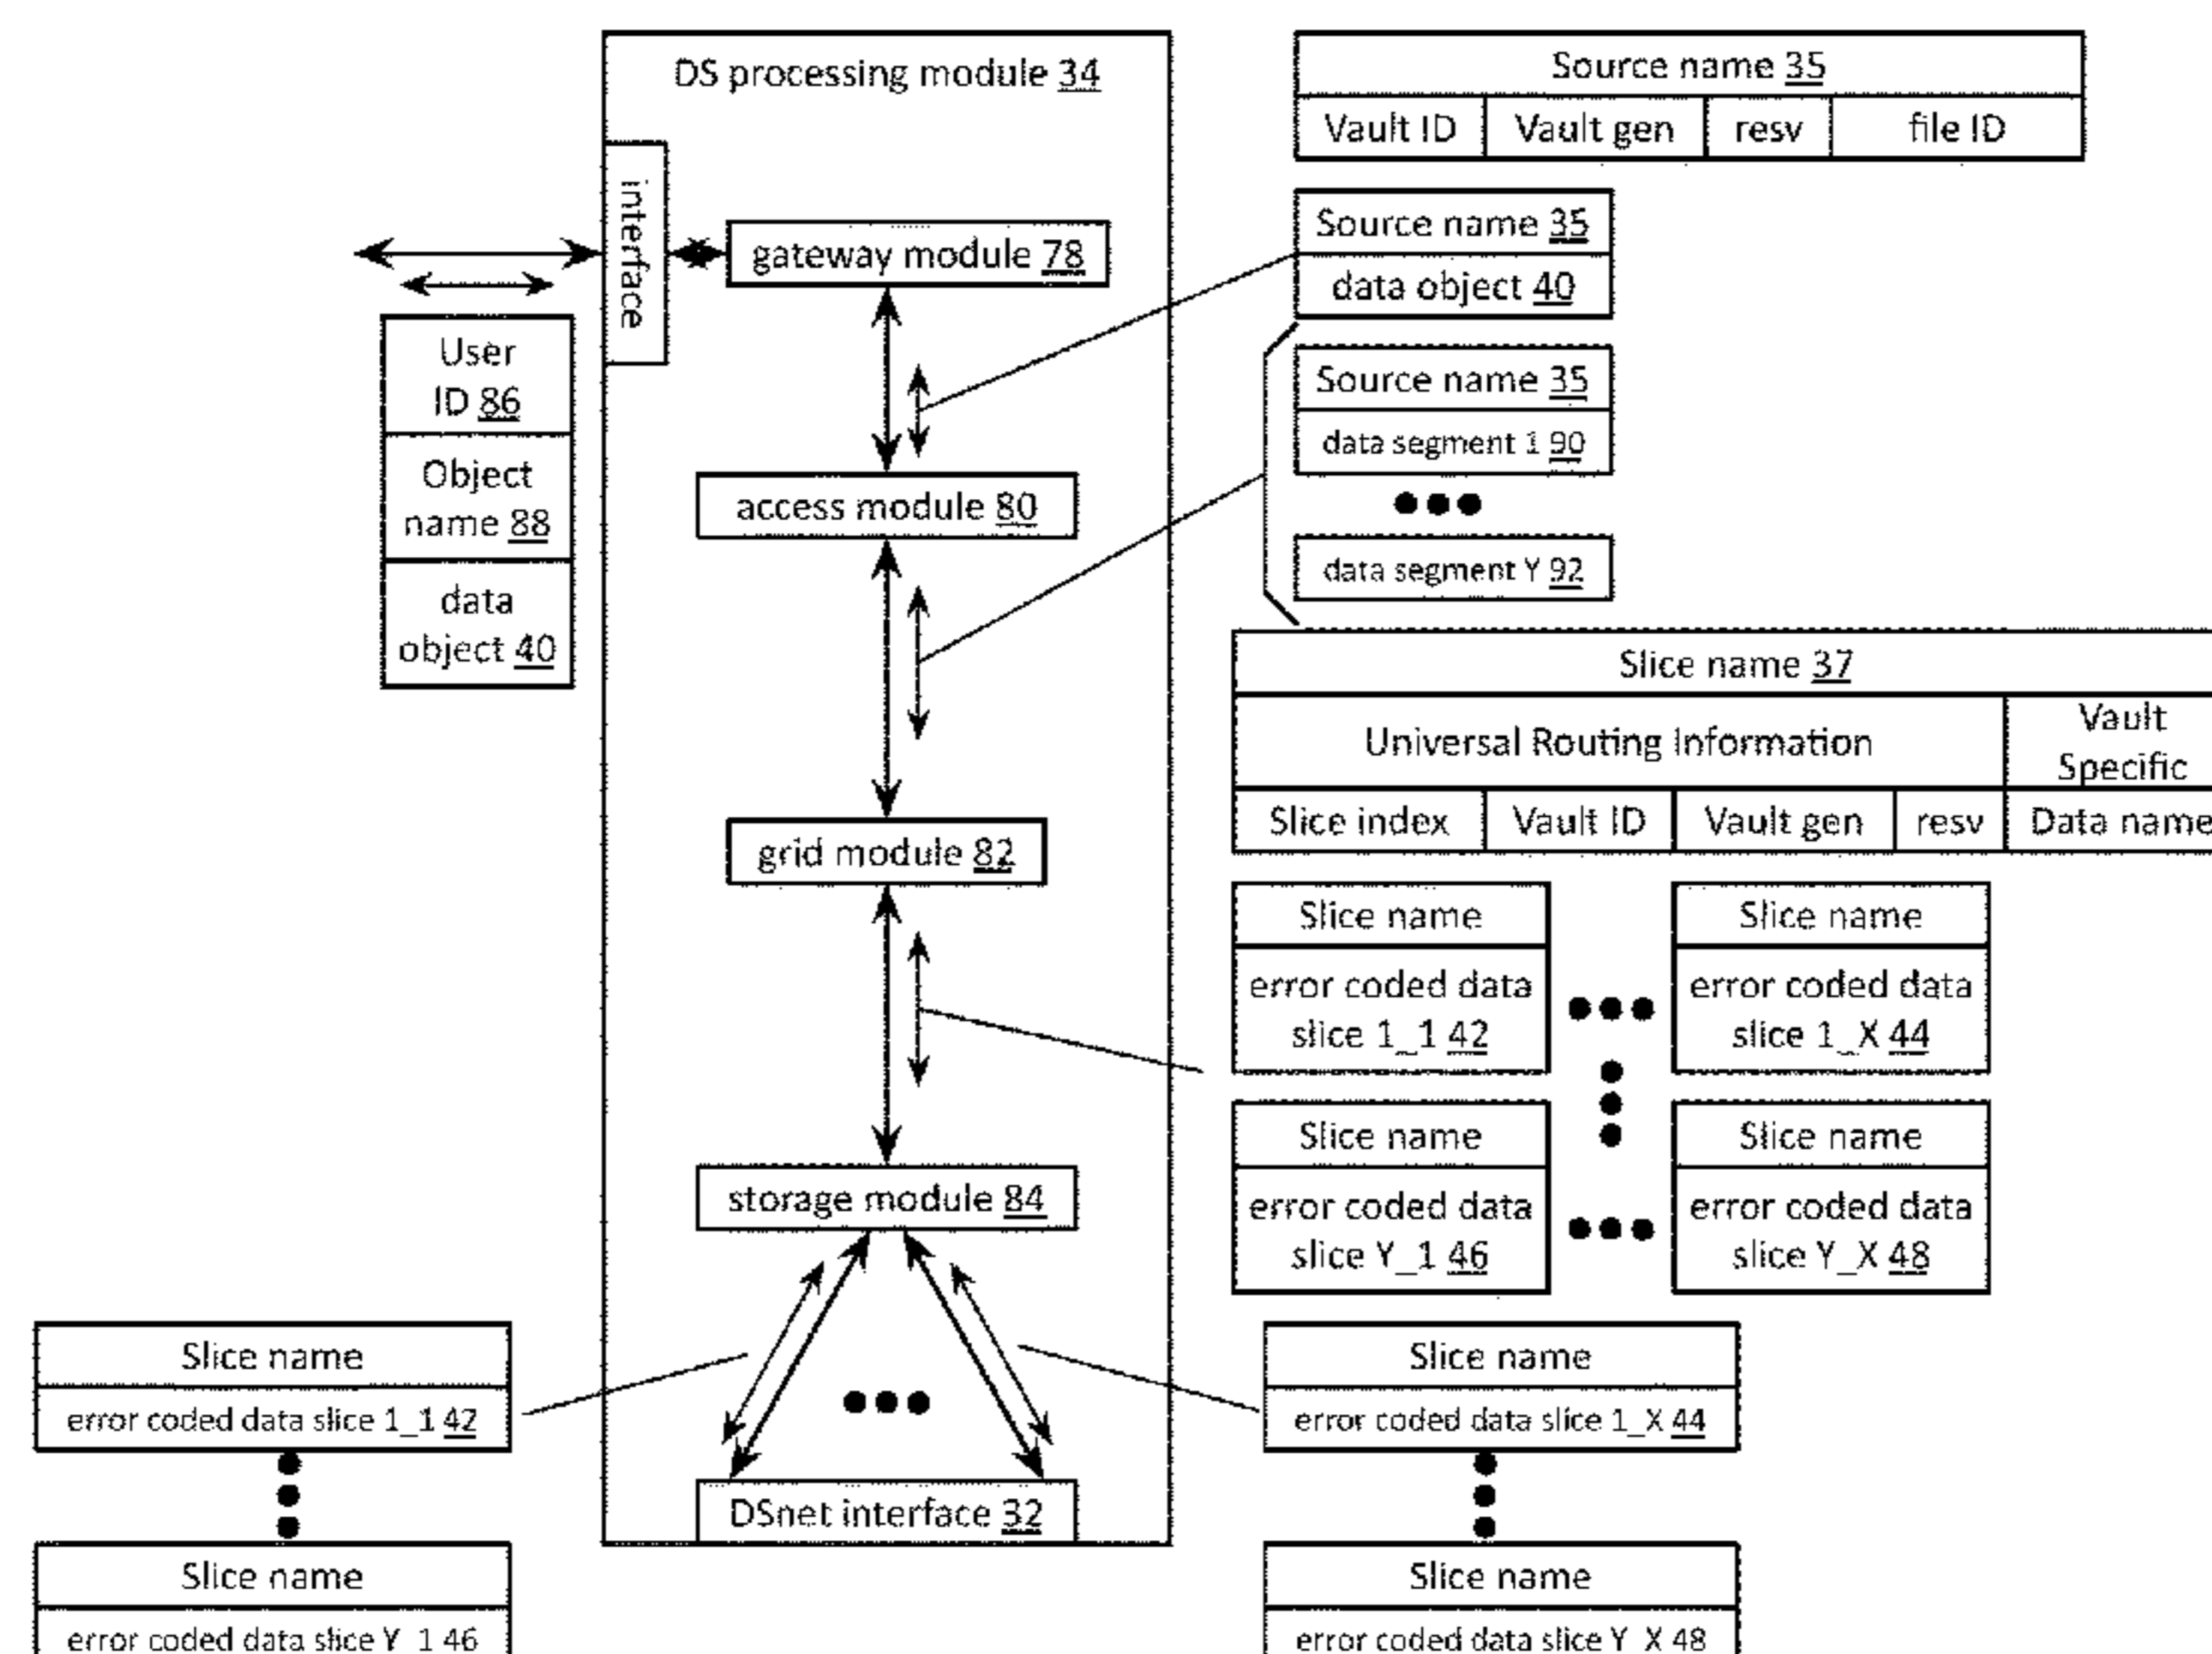 DS processing module 34
interface
gateway module 78
access module 80
grid module 82
storage module 84
DSnet interface 32
User
ID 86
Object
name 88
data
object 40
Source name 35
Vault ID Vault gen resv file ID
Source name 35
data object 40
Source name 35
data segment 1 90
data segment Y 92
Slice name 37
Universal Routing Information
Vault
Specific
Slice index Vault ID Vault gen resv Data name
Slice name
error coded data
slice 1_1 42
Slice name
error coded data
slice 1_X 44
Slice name
error coded data
slice Y_1 46
Slice name
error coded data
slice Y_X 48
Slice name
error coded data slice 1_1 42
Slice name
error coded data slice Y_1 46
Slice name
error coded data slice 1_X 44
Slice name
error coded data slice Y_X 48